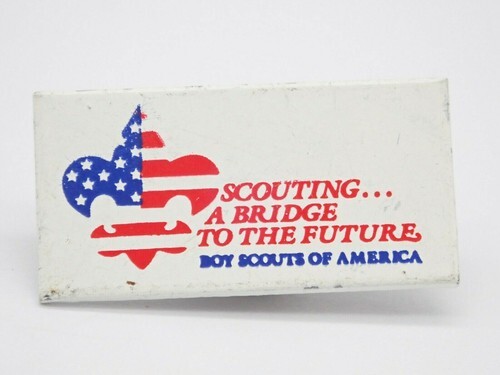 SCOUTING...
A BRIDGE
TO THE FUTURE
BOY SCOUTS OF AMERICA